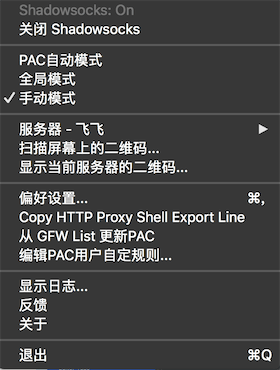 Shadowsocks: On
关闭 Shadowsocks
PAC自动模式
全局模式
✓ 手动模式
服务器 - 飞飞 ▶
扫描屏幕上的二维码...
显示当前服务器的二维码...
偏好设置... ⌘,
Copy HTTP Proxy Shell Export Line
从 GFW List 更新PAC
编辑PAC用户自定规则...
显示日志...
反馈
关于
退出 ⌘Q